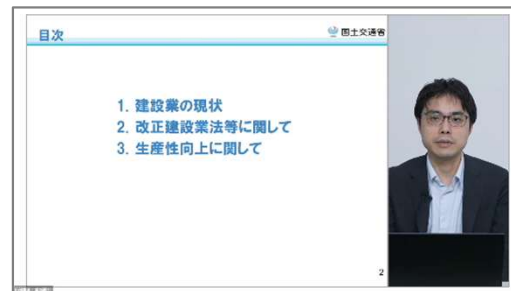 目次
国土交通省
1. 建設業の現状
2. 改正建設業法等に関して
3. 生産性向上に関して
2